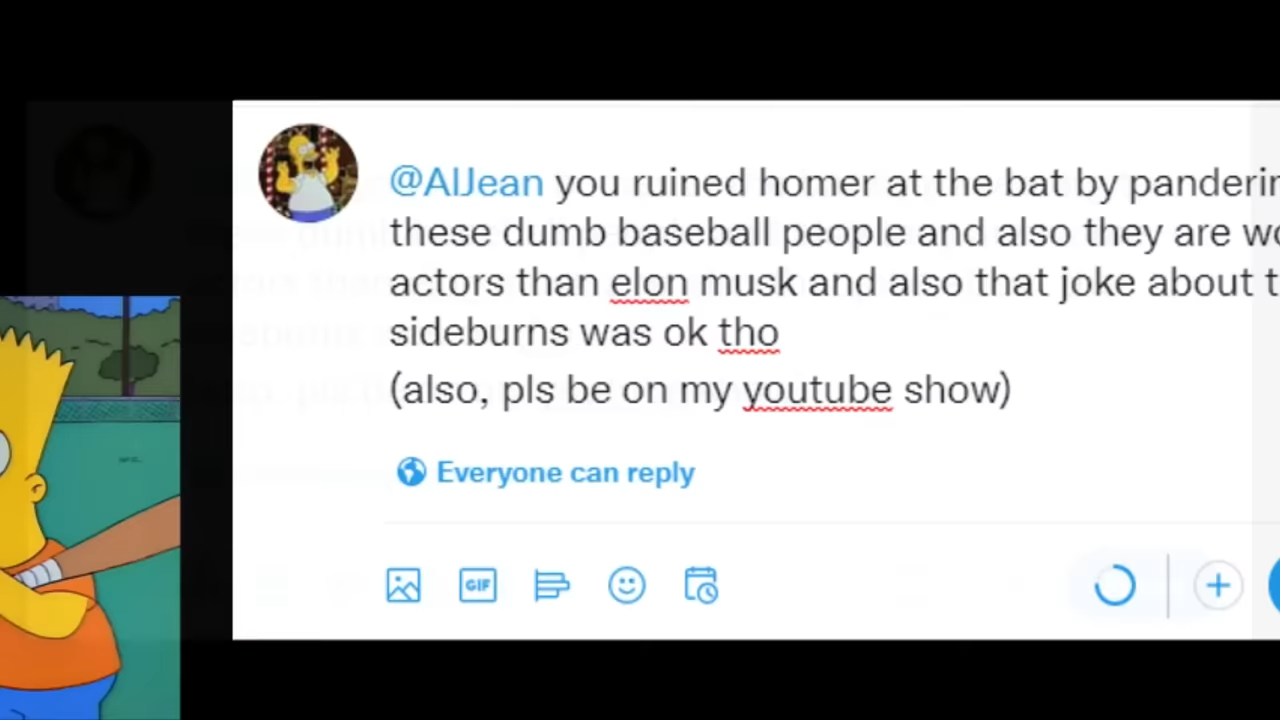 @AlJean you ruined homer at the bat by
these dumb baseball people and also they are
actors than elon musk and also that joke about
sideburns was ok tho
(also, pls be on my youtube show)
Everyone can reply
GIF